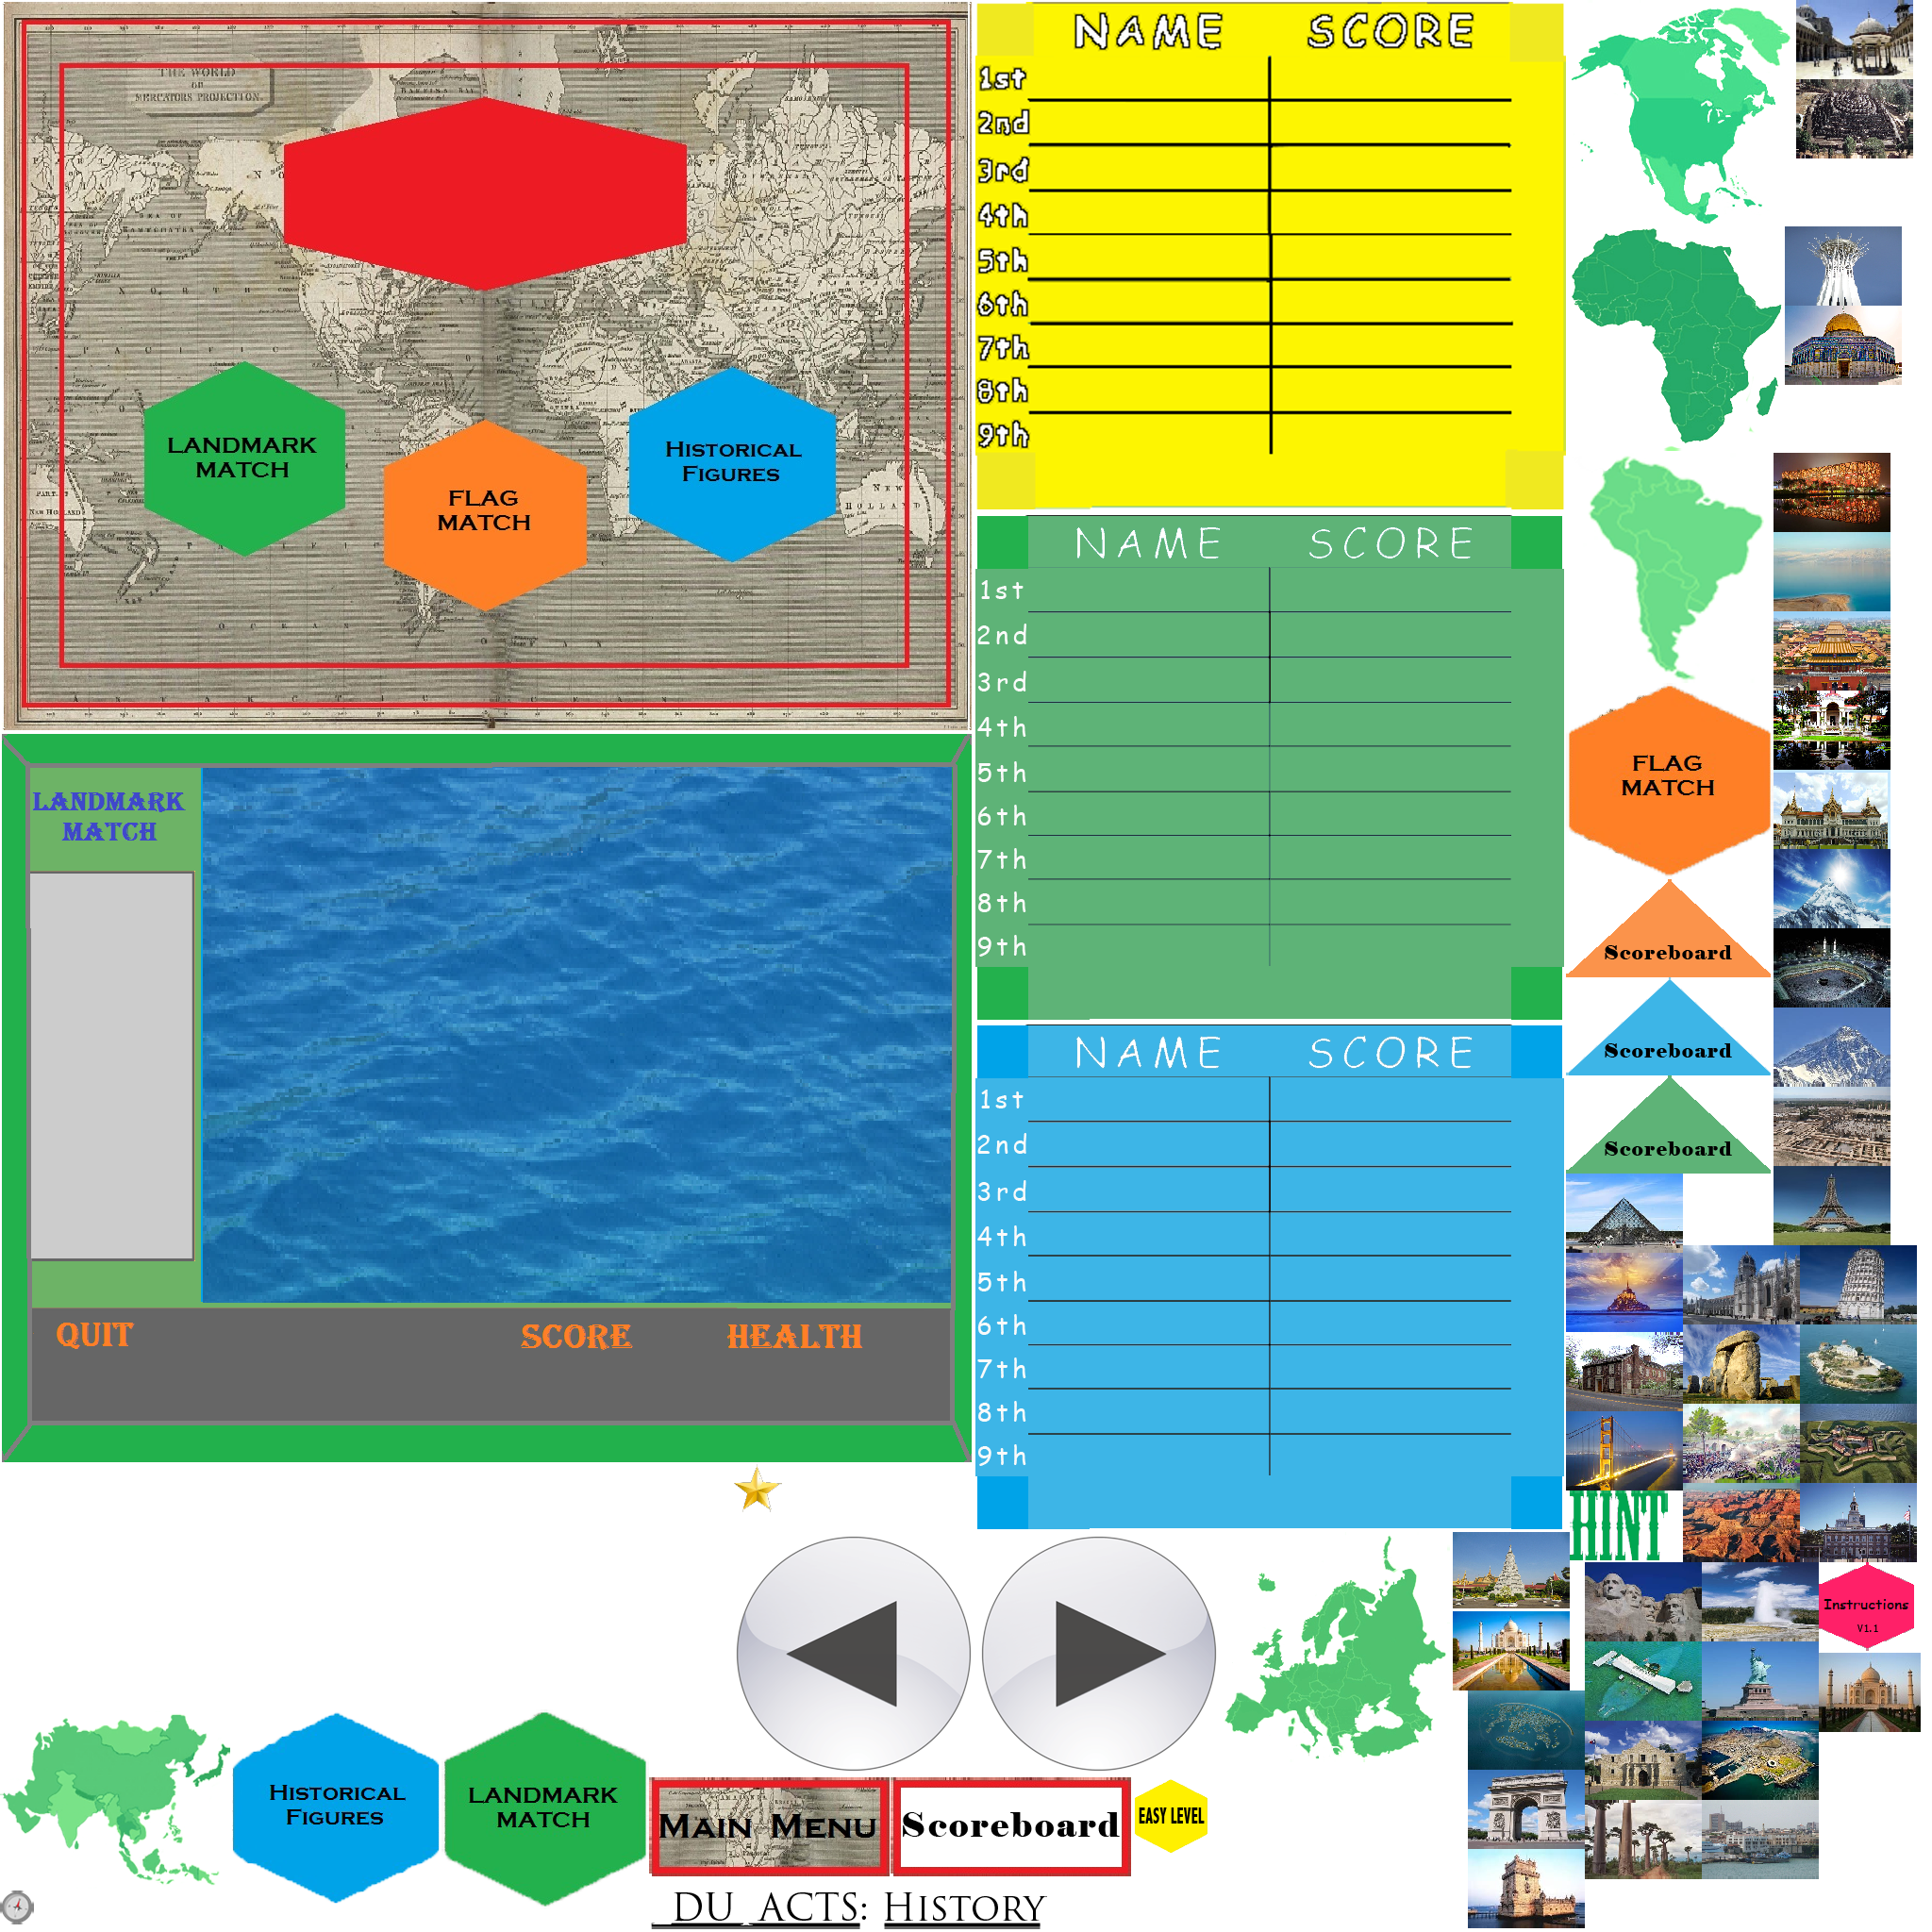 THE WORLD
ON
MERCATORS PROJECTION.
LANDMARK
MATCH
FLAG
MATCH
HISTORICAL
FIGURES
NEW
HOLLAND
NAME SCORE
1st
2nd
3rd
4th
5th
6th
7th
8th
9th
NAME SCORE
1st
2nd
3rd
4th
5th
6th
7th
8th
9th
NAME SCORE
1st
2nd
3rd
4th
5th
6th
7th
8th
9th
LANDMARK
MATCH
QUIT SCORE HEALTH
FLAG
MATCH
Scoreboard
Scoreboard
Scoreboard
HINT
Instructions
V1.1
HISTORICAL
FIGURES
LANDMARK
MATCH
MAIN MENU
Scoreboard
EASY LEVEL
_DU_ACTS: HISTORY